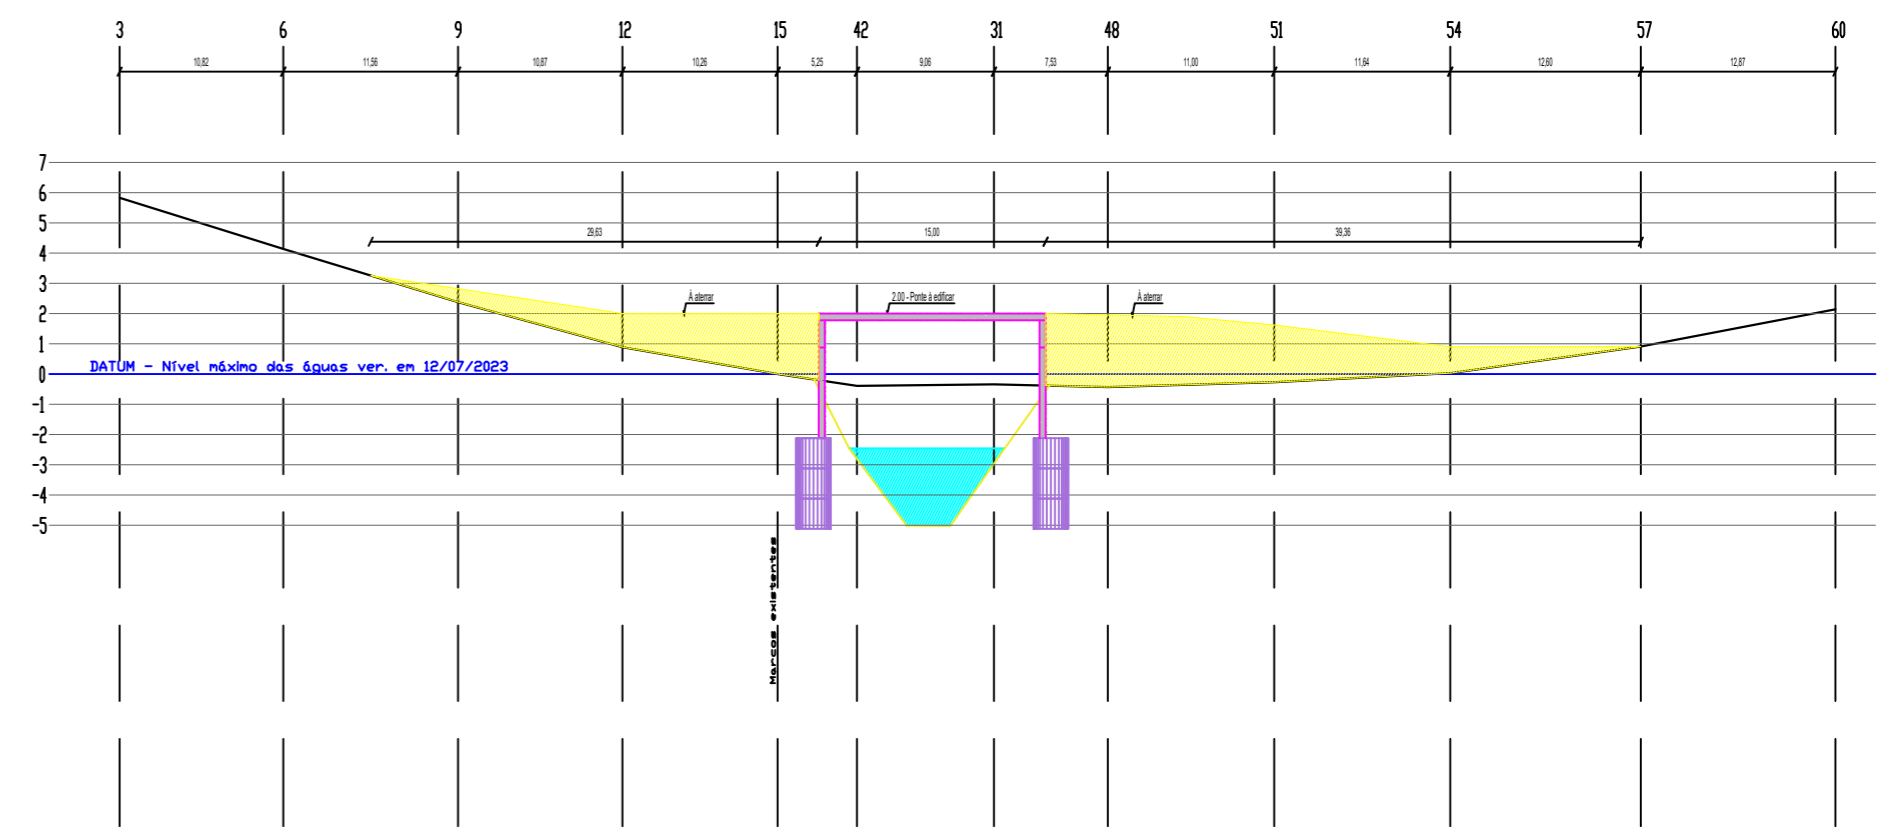 3 6 9 12 15 42 31 48 51 54 57 60
10,82 11,56 10,87 10,26 5,25 9,06 7,53 11,00 11,64 12,60 12,87
7
6
5
29,63 15,00 39,36
4
3
À aterrar 2.00 - Ponte à edificar À aterrar
2
1
DATUM - Nível máximo das águas ver. em 12/07/2023
0
-1
-2
-3
-4
-5
Marcos existentes